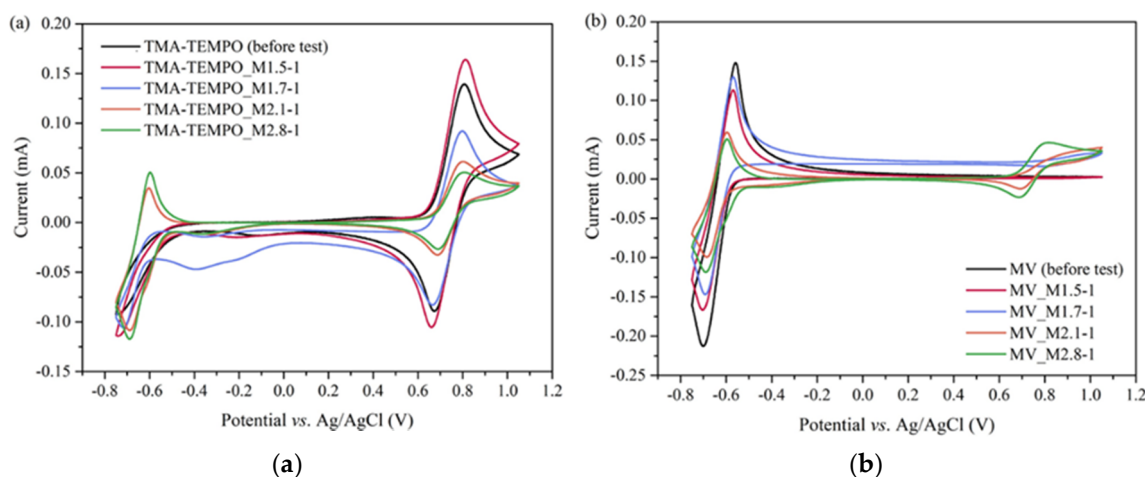 (a)
TMA-TEMPO (before test)
TMA-TEMPO_M1.5-1
TMA-TEMPO_M1.7-1
TMA-TEMPO_M2.1-1
TMA-TEMPO_M2.8-1
Current (mA)
0.20
0.15
0.10
0.05
0.00
-0.05
-0.10
-0.15
-0.8 -0.6 -0.4 -0.2 0.0 0.2 0.4 0.6 0.8 1.0 1.2
Potential vs. Ag/AgCl (V)
(a)
(b)
MV (before test)
MV_M1.5-1
MV_M1.7-1
MV_M2.1-1
MV_M2.8-1
Current (mA)
0.20
0.15
0.10
0.05
0.00
-0.05
-0.10
-0.15
-0.20
-0.25
-0.8 -0.6 -0.4 -0.2 0.0 0.2 0.4 0.6 0.8 1.0 1.2
Potential vs. Ag/AgCl (V)
(b)